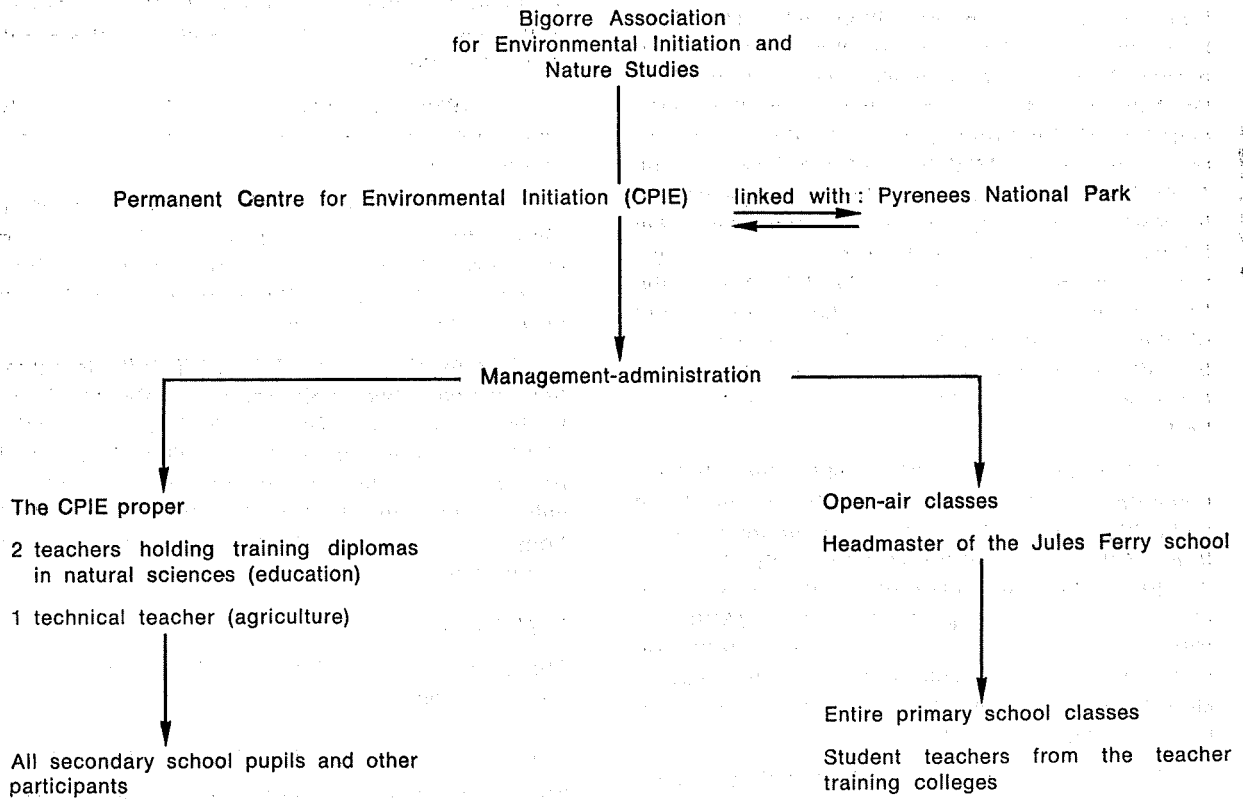 Bigorre Association
for Environmental Initiation and
Nature Studies
Permanent Centre for Environmental Initiation (CPIE) linked with : Pyrenees National Park
Management-administration
The CPIE proper
2 teachers holding training diplomas
in natural sciences (education)
1 technical teacher (agriculture)
All secondary school pupils and other
participants
Open-air classes
Headmaster of the Jules Ferry school
Entire primary school classes
Student teachers from the teacher
training colleges